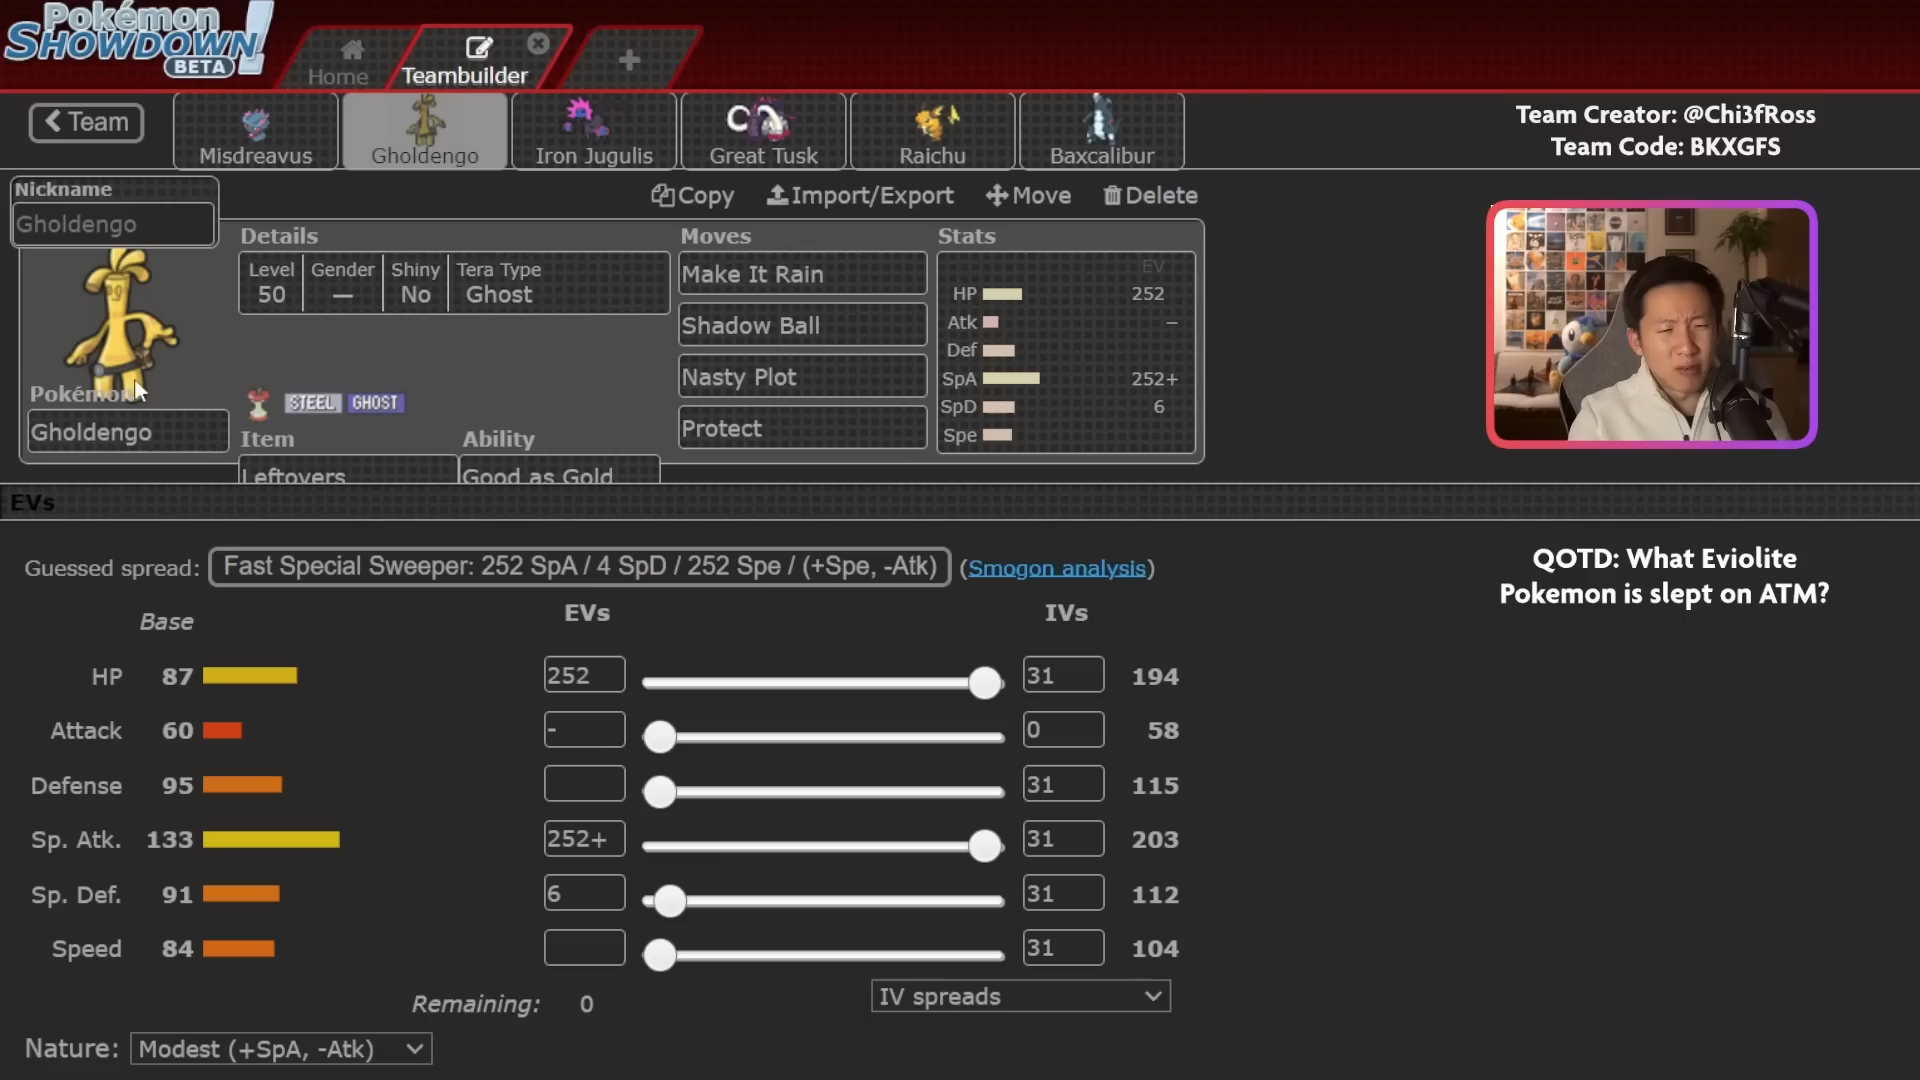 Pokémon
SHOWDOWN!
BETA
Home
Teambuilder
Team
Misdreavus
Gholdengo
Iron Jugulis
Great Tusk
Raichu
Baxcalibur
Team Creator: @Chi3fRoss
Team Code: BKXGFS
Nickname
Gholdengo
Copy
Import/Export
Move
Delete
Details
Moves
Stats
Level
Gender
Shiny
Tera Type
50
—
No
Ghost
Make It Rain
Shadow Ball
Nasty Plot
Protect
EV
HP 252
Atk –
Def
SpA 252+
SpD 6
Spe
Pokémon
Gholdengo
STEEL GHOST
Item
Ability
Leftovers
Good as Gold
EVs
Guessed spread: Fast Special Sweeper: 252 SpA / 4 SpD / 252 Spe / (+Spe, -Atk) (Smogon analysis)
Base EVs IVs
HP 87 252 31 194
Attack 60 - 0 58
Defense 95 31 115
Sp. Atk. 133 252+ 31 203
Sp. Def. 91 6 31 112
Speed 84 31 104
Remaining: 0
IV spreads
Nature: Modest (+SpA, -Atk)
QOTD: What Eviolite
Pokemon is slept on ATM?